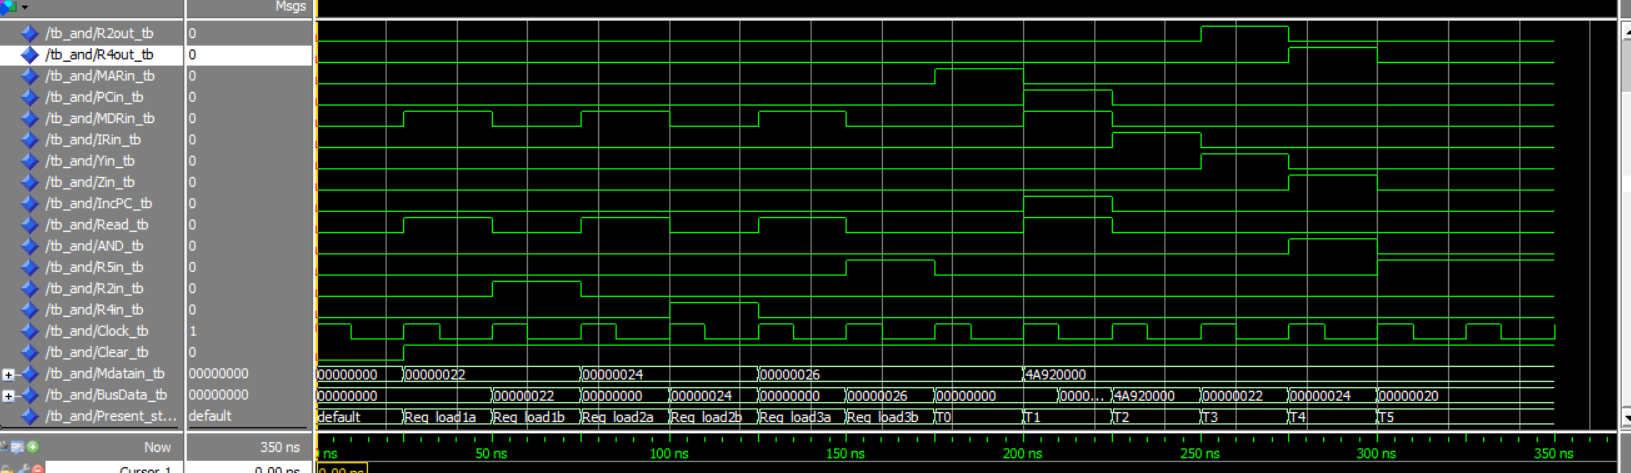 Msgs
/tb_and/R2out_tb 0
/tb_and/R4out_tb 0
/tb_and/MARin_tb 0
/tb_and/PCin_tb 0
/tb_and/MDRin_tb 0
/tb_and/IRin_tb 0
/tb_and/Yin_tb 0
/tb_and/Zin_tb 0
/tb_and/IncPC_tb 0
/tb_and/Read_tb 0
/tb_and/AND_tb 0
/tb_and/R5in_tb 0
/tb_and/R2in_tb 0
/tb_and/R4in_tb 0
/tb_and/Clock_tb 1
/tb_and/Clear_tb 0
/tb_and/Mdatain_tb 00000000 00000000 00000022 00000024 00000026 4A920000
/tb_and/BusData_tb 00000000 00000000 00000022 00000000 00000024 00000000 00000026 00000000 0000... 4A920000 00000022 00000024 00000020
/tb_and/Present_st... default default Reg_load1a Reg_load1b Reg_load2a Reg_load2b Reg_load3a Reg_load3b T0 T1 T2 T3 T4 T5
Now 350 ns ns 50 ns 100 ns 150 ns 200 ns 250 ns 300 ns 350 ns
Cursor 1 0.00 ns 0.00 ns